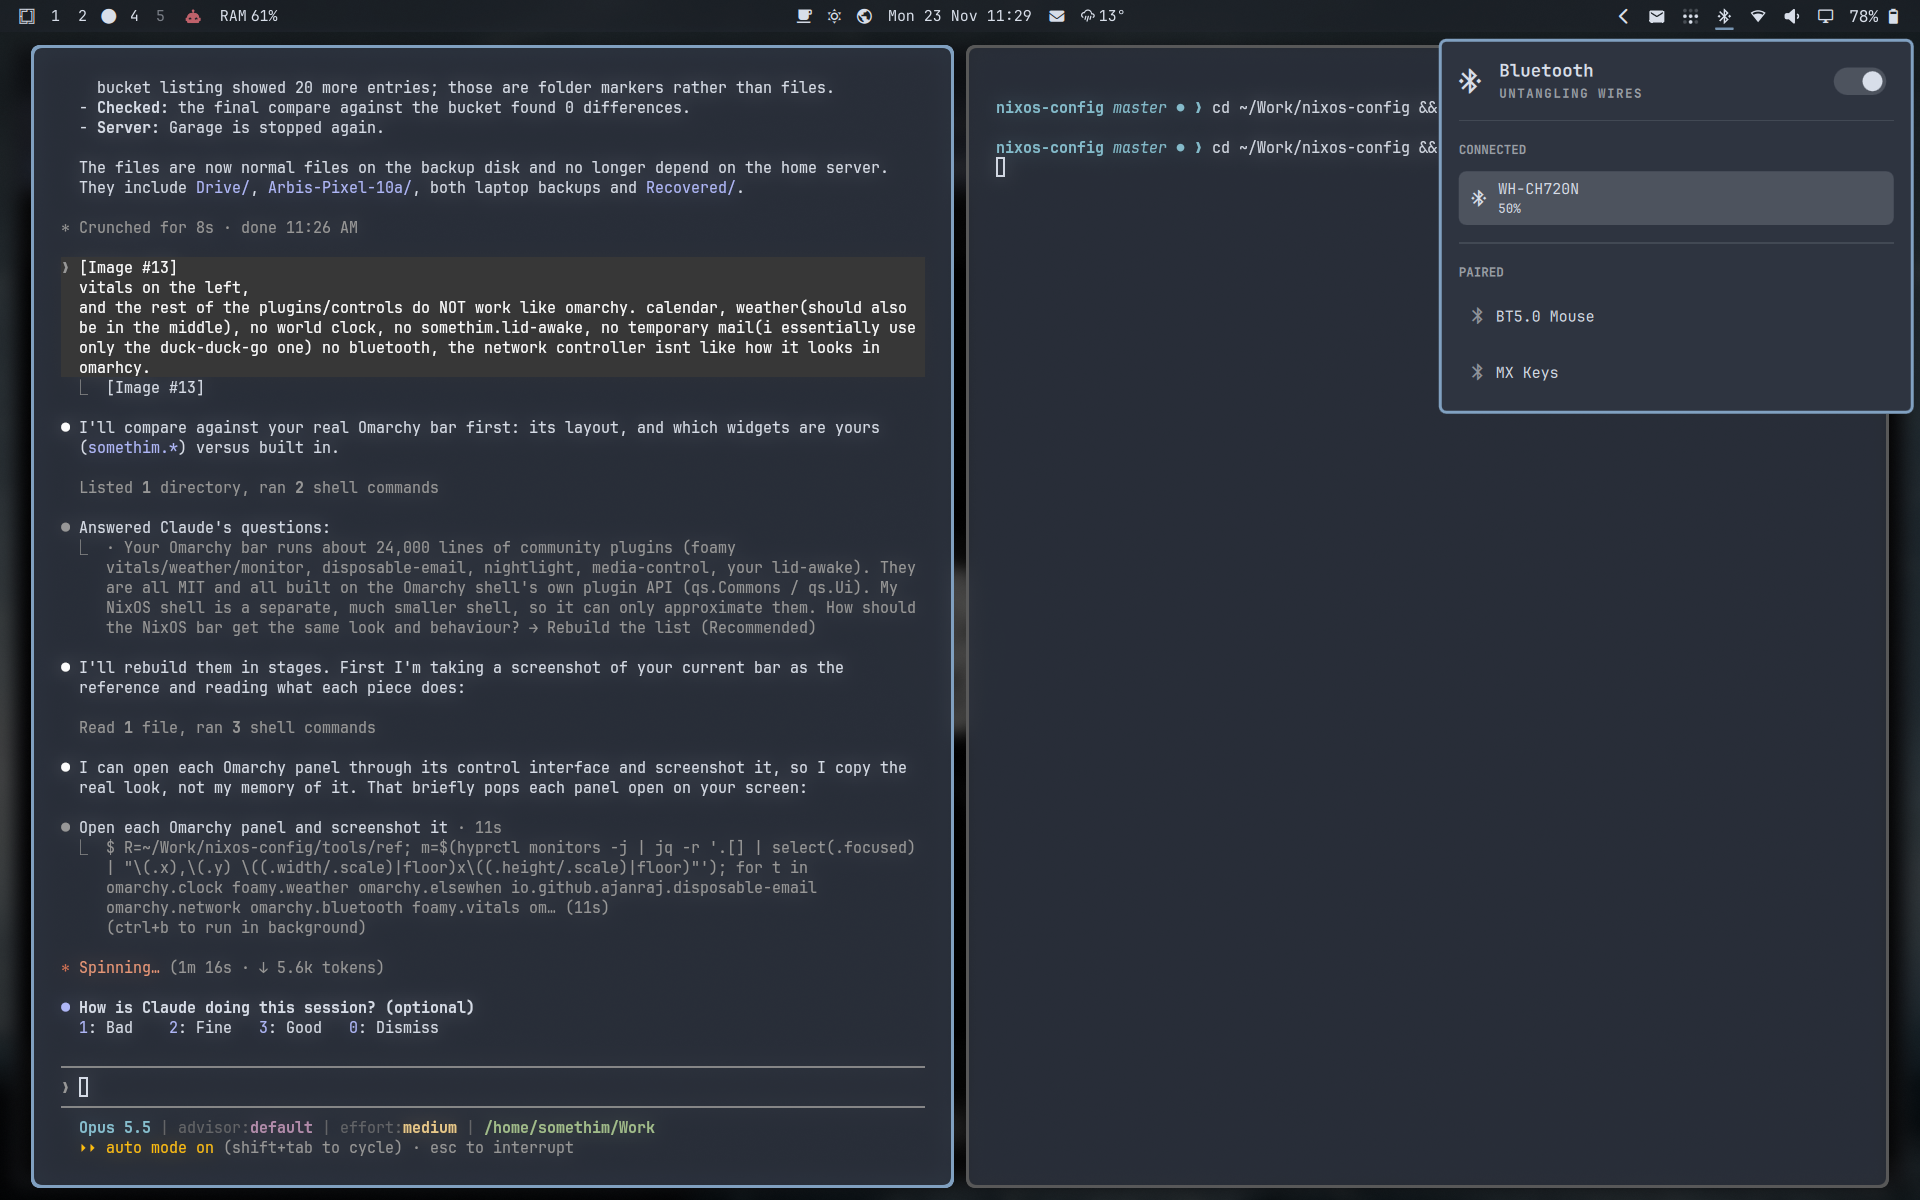 1 2 4 5 RAM 61% Mon 23 Nov 11:29 13° 78%
bucket listing showed 20 more entries; those are folder markers rather than files.
- Checked: the final compare against the bucket found 0 differences.
- Server: Garage is stopped again.
The files are now normal files on the backup disk and no longer depend on the home server.
They include Drive/, Arbis-Pixel-10a/, both laptop backups and Recovered/.
* Crunched for 8s · done 11:26 AM
❯ [Image #13]
vitals on the left,
and the rest of the plugins/controls do NOT work like omarchy. calendar, weather(should also
be in the middle), no world clock, no somethim.lid-awake, no temporary mail(i essentially use
only the duck-duck-go one) no bluetooth, the network controller isnt like how it looks in
omarhcy.
⎿ [Image #13]
● I'll compare against your real Omarchy bar first: its layout, and which widgets are yours
(somethim.*) versus built in.
Listed 1 directory, ran 2 shell commands
● Answered Claude's questions:
⎿ · Your Omarchy bar runs about 24,000 lines of community plugins (foamy
vitals/weather/monitor, disposable-email, nightlight, media-control, your lid-awake). They
are all MIT and all built on the Omarchy shell's own plugin API (qs.Commons / qs.Ui). My
NixOS shell is a separate, much smaller shell, so it can only approximate them. How should
the NixOS bar get the same look and behaviour? → Rebuild the list (Recommended)
● I'll rebuild them in stages. First I'm taking a screenshot of your current bar as the
reference and reading what each piece does:
Read 1 file, ran 3 shell commands
● I can open each Omarchy panel through its control interface and screenshot it, so I copy the
real look, not my memory of it. That briefly pops each panel open on your screen:
● Open each Omarchy panel and screenshot it · 11s
⎿ $ R=~/Work/nixos-config/tools/ref; m=$(hyprctl monitors -j | jq -r '.[] | select(.focused)
| "\(.x),\(.y) \((.width/.scale)|floor)x\((.height/.scale)|floor)"'); for t in
omarchy.clock foamy.weather omarchy.elsewhen io.github.ajanraj.disposable-email
omarchy.network omarchy.bluetooth foamy.vitals om… (11s)
(ctrl+b to run in background)
* Spinning… (1m 16s · ↓ 5.6k tokens)
● How is Claude doing this session? (optional)
1: Bad 2: Fine 3: Good 0: Dismiss
❯
Opus 5.5 | advisor:default | effort:medium | /home/somethim/Work
⏵⏵ auto mode on (shift+tab to cycle) · esc to interrupt
nixos-config master ● ❯ cd ~/Work/nixos-config &&
nixos-config master ● ❯ cd ~/Work/nixos-config &&
Bluetooth
UNTANGLING WIRES
CONNECTED
WH-CH720N
50%
PAIRED
BT5.0 Mouse
MX Keys